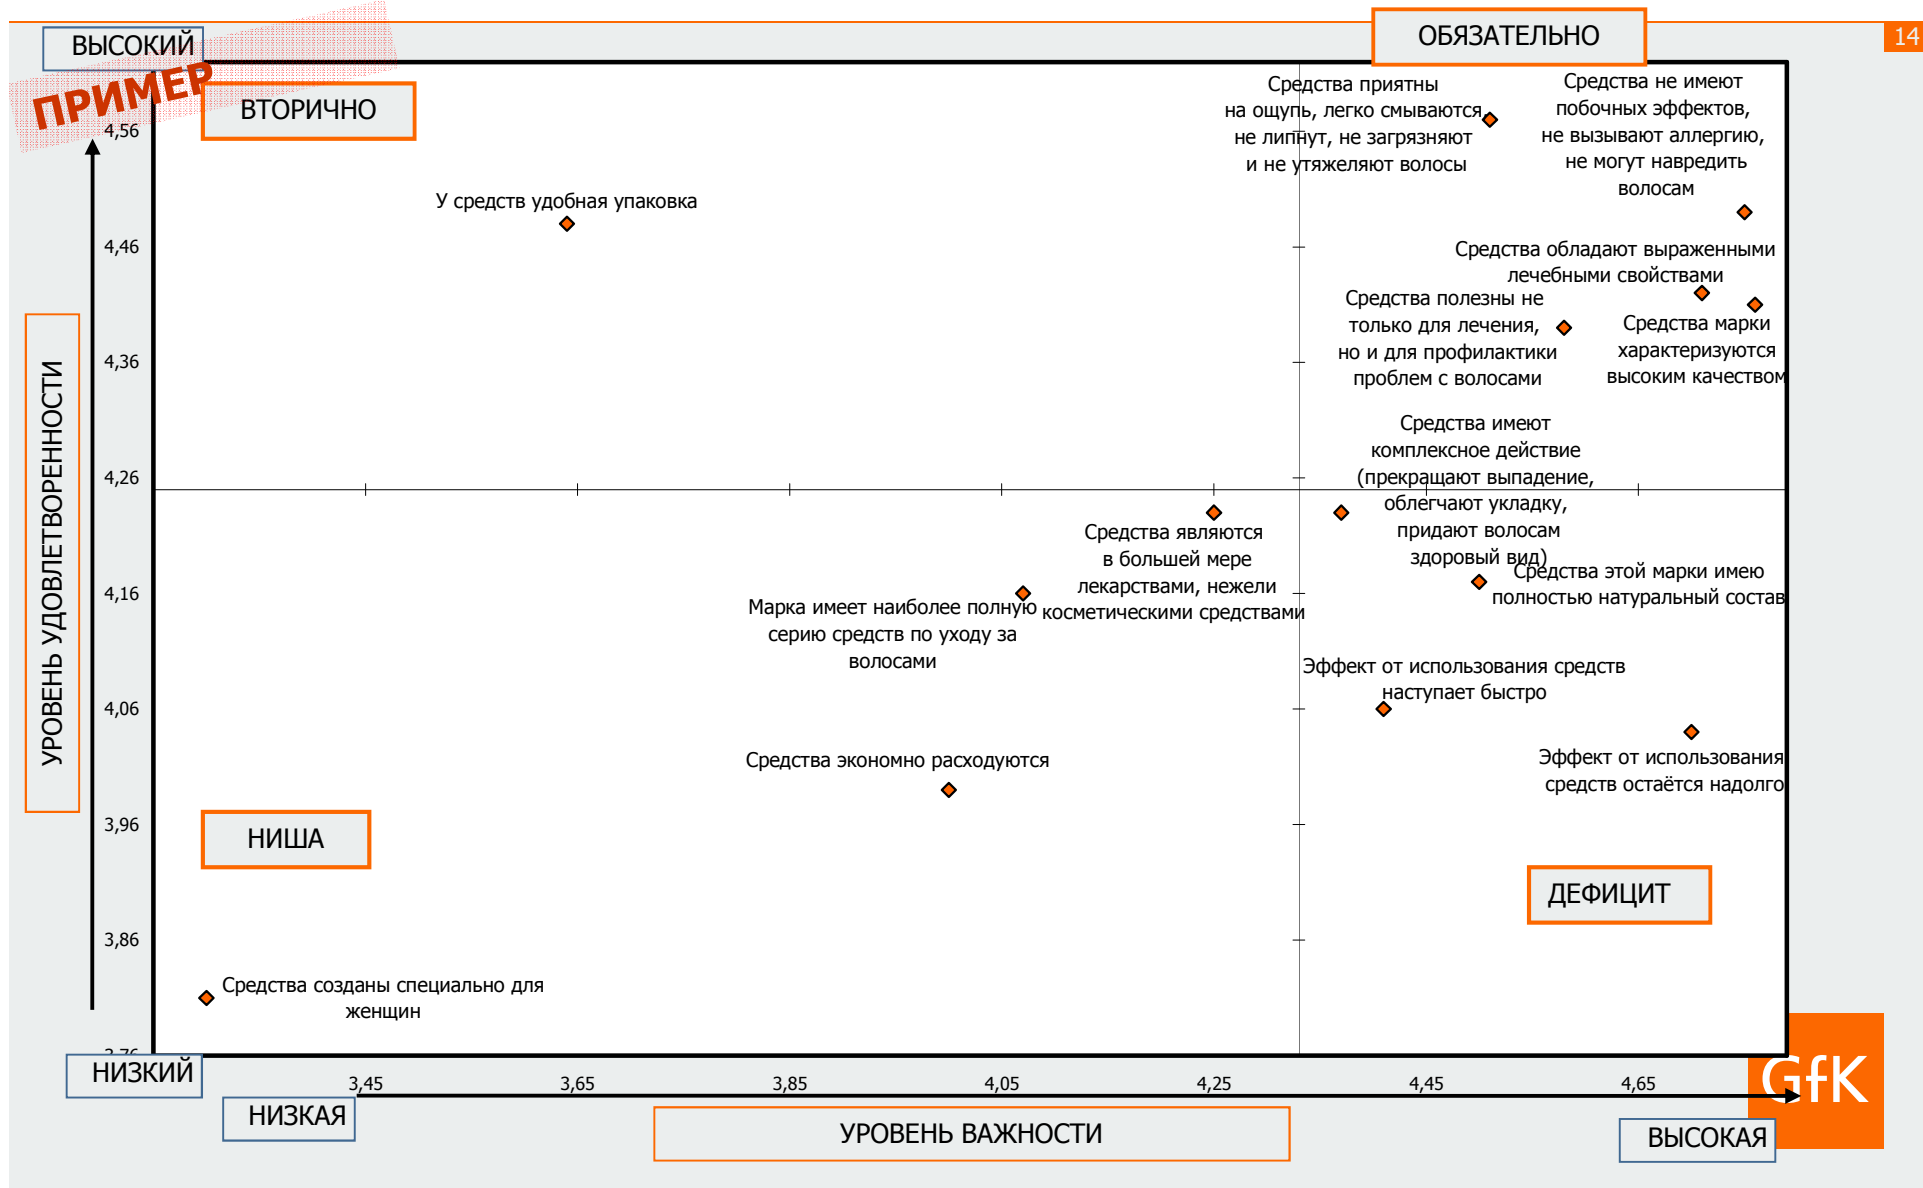 14
ВЫСОКИЙ
ПРИМЕР
ВТОРИЧНО
ОБЯЗАТЕЛЬНО
Средства приятны
на ощупь, легко смываются,
не липнут, не загрязняют
и не утяжеляют волосы
Средства не имеют
побочных эффектов,
не вызывают аллергию,
не могут навредить
волосам
У средств удобная упаковка
Средства обладают выраженными
лечебными свойствами
Средства полезны не
только для лечения,
но и для профилактики
проблем с волосами
Средства марки
характеризуются
высоким качеством
Средства имеют
комплексное действие
(прекращают выпадение,
облегчают укладку,
придают волосам
здоровый вид)
Средства являются
в большей мере
лекарствами, нежели
косметическими средствами
Средства этой марки имею
полностью натуральный состав
Марка имеет наиболее полную
серию средств по уходу за
волосами
Эффект от использования средств
наступает быстро
Средства экономно расходуются
Эффект от использования
средств остаётся надолго
НИША
ДЕФИЦИТ
Средства созданы специально для
женщин
4,56
4,46
4,36
4,26
4,16
4,06
3,96
3,86
3,76
УРОВЕНЬ УДОВЛЕТВОРЕННОСТИ
НИЗКИЙ
3,45
3,65
3,85
4,05
4,25
4,45
4,65
НИЗКАЯ
УРОВЕНЬ ВАЖНОСТИ
ВЫСОКАЯ
GfK